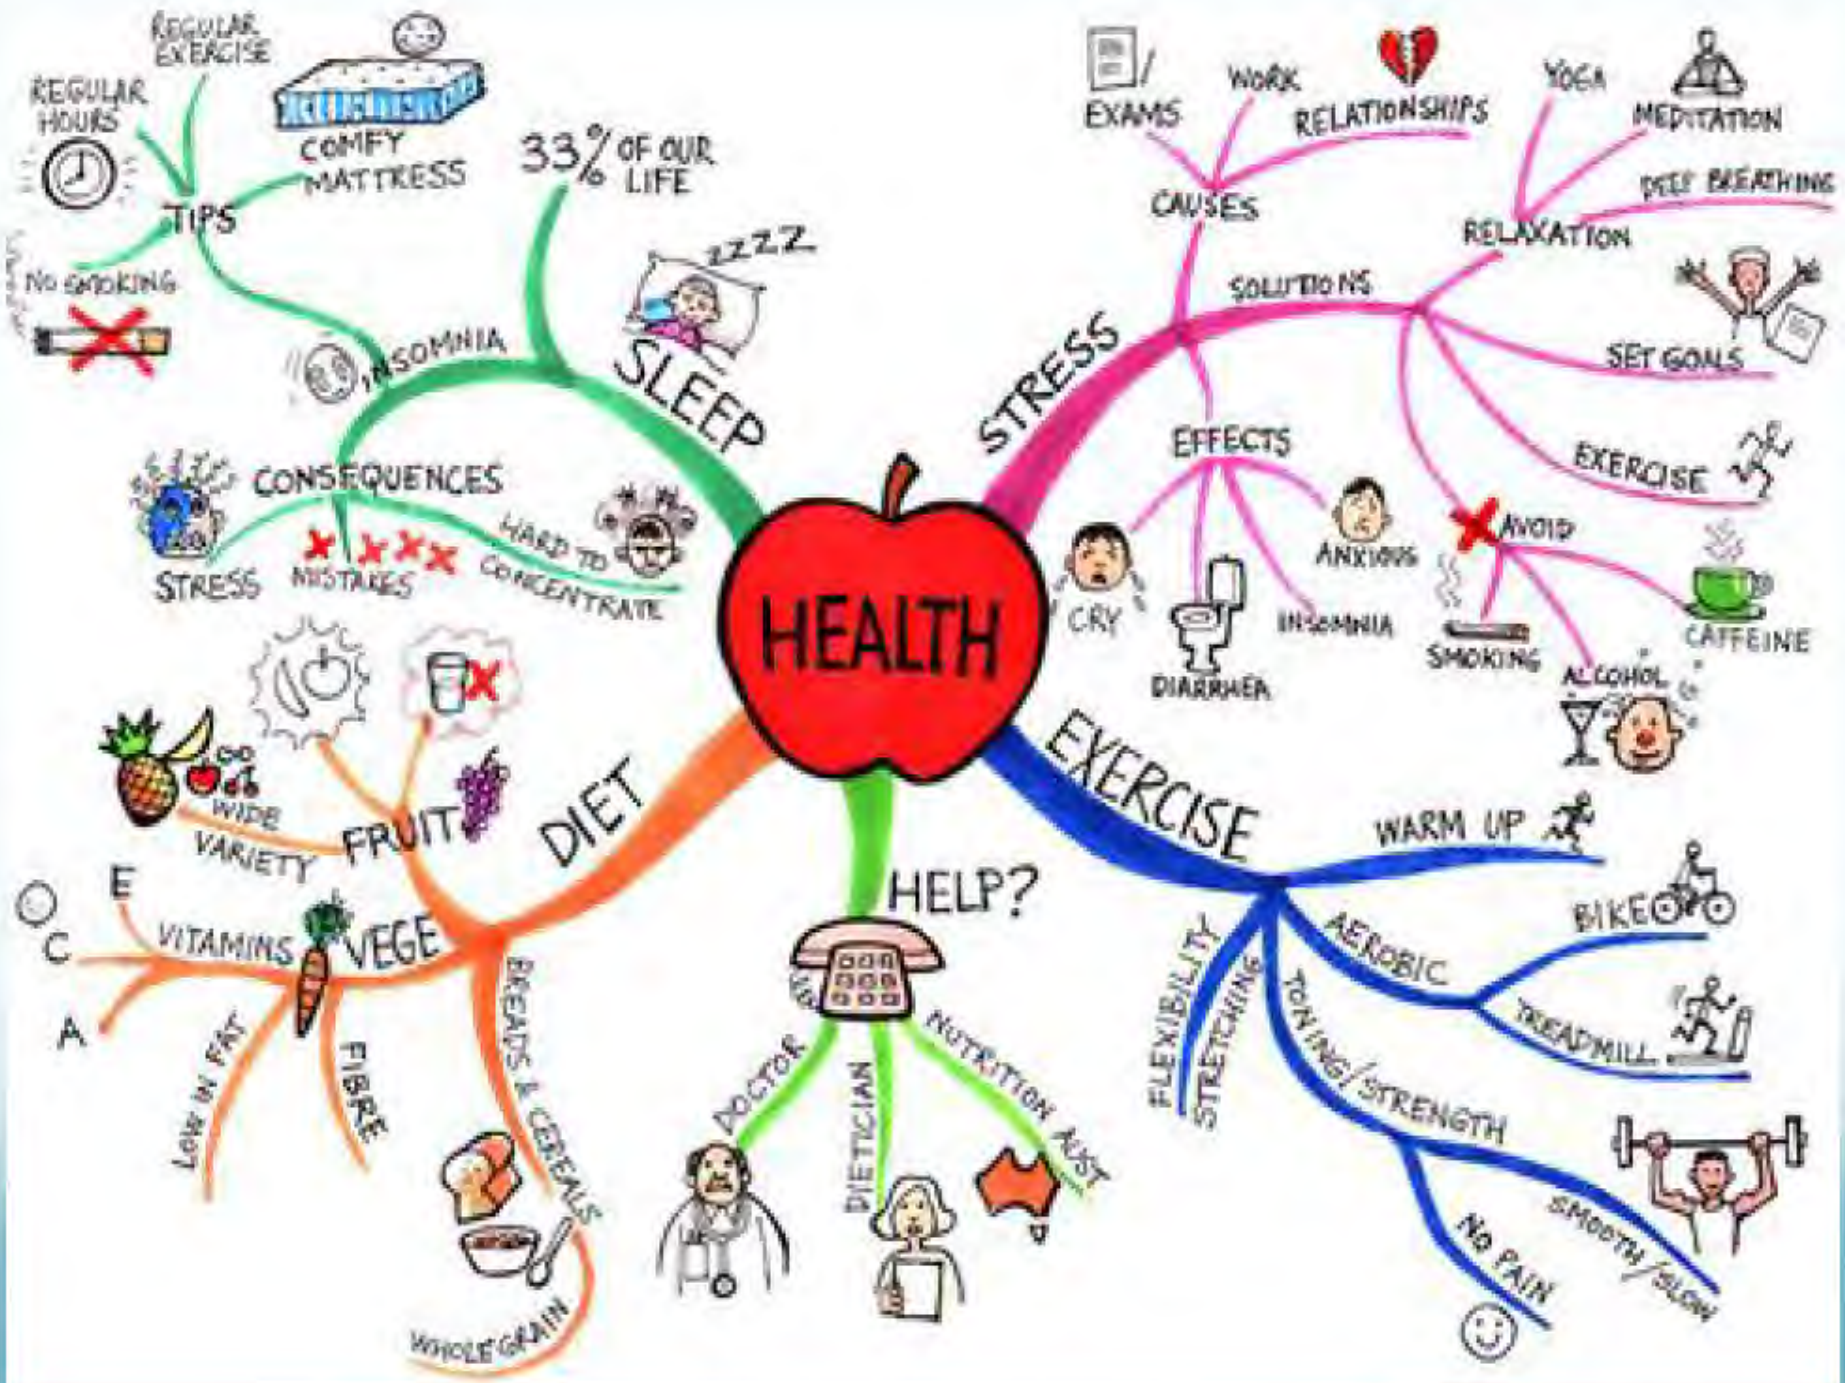 REGULAR
EXERCISE
REGULAR
HOURS
COMFY
MATTRESS
TIPS
NO SMOKING
33% OF OUR
LIFE
ZZZZ
SLEEP
INSOMNIA
CONSEQUENCES
STRESS
MISTAKES
HARD TO
CONCENTRATE
EXAMS
WORK
RELATIONSHIPS
CAUSES
YOGA
MEDITATION
DEEP BREATHING
RELAXATION
SOLUTIONS
STRESS
SET GOALS
EXERCISE
EFFECTS
CRY
DIARRHEA
INSOMNIA
ANXIOUS
AVOID
SMOKING
ALCOHOL
CAFFEINE
HEALTH
DIET
FRUIT
WIDE
VARIETY
VEGE
VITAMINS
E
C
A
LOW IN FAT
FIBRE
BREADS & CEREALS
WHOLEGRAIN
HELP?
DOCTOR
DIETICIAN
NUTRITION AUST
EXERCISE
WARM UP
AEROBIC
BIKE
TREADMILL
FLEXIBILITY
STRETCHING
TONING/STRENGTH
SMOOTH/SLOW
NO PAIN